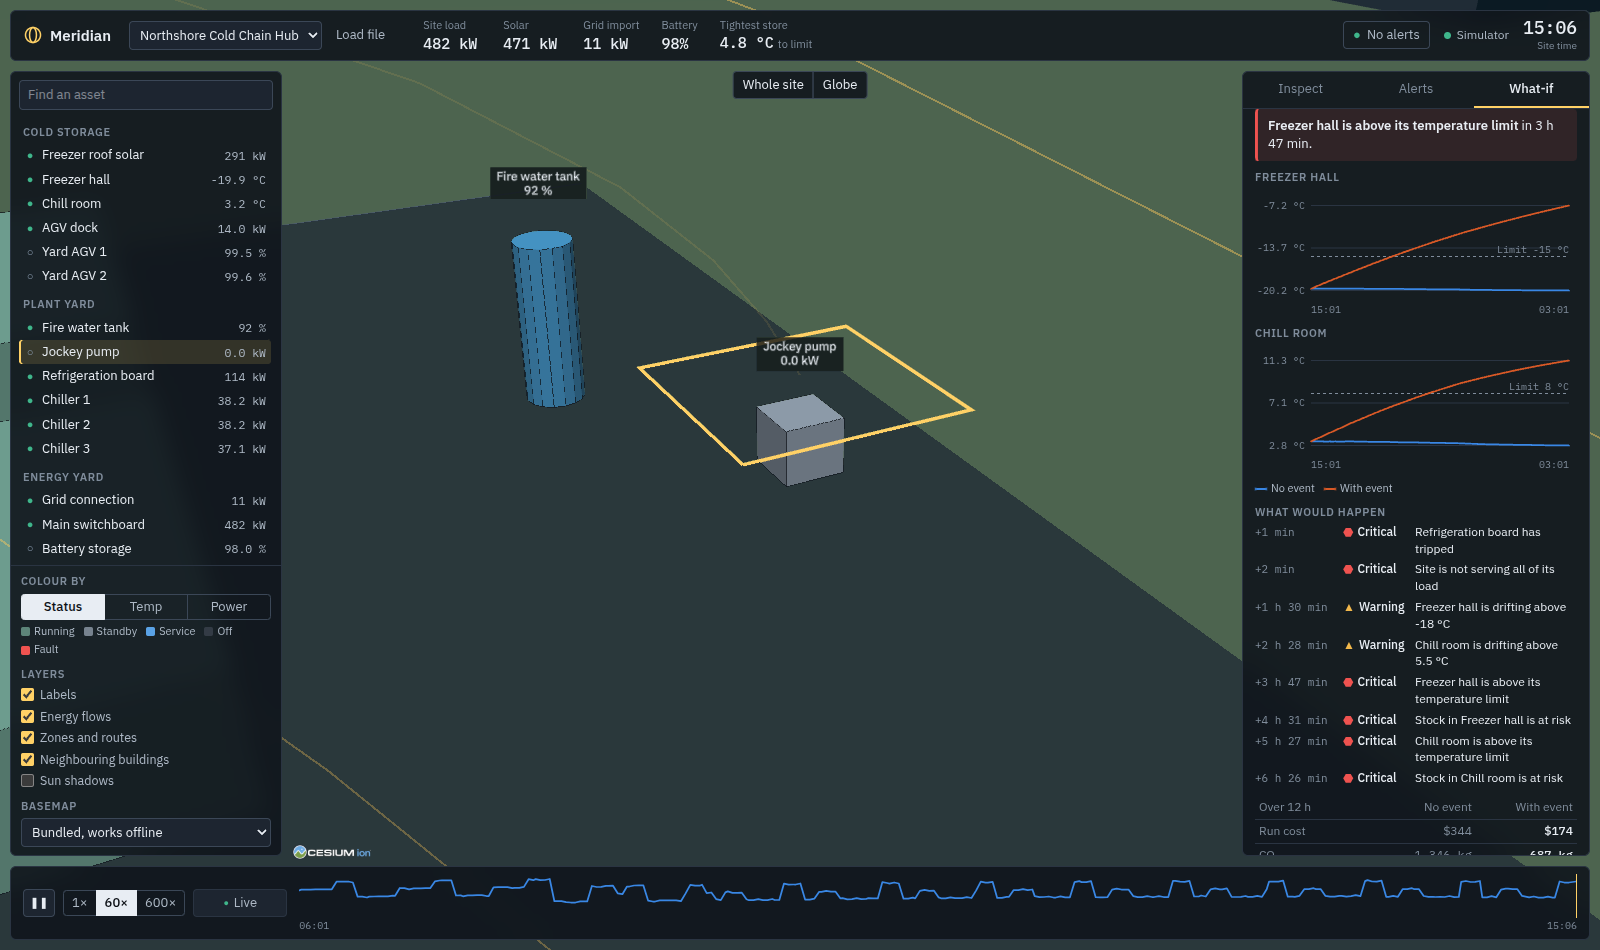 Meridian
Northshore Cold Chain Hub
Load file
Site load
482 kW
Solar
471 kW
Grid import
11 kW
Battery
98%
Tightest store
4.8 °C to limit
No alerts
Simulator
15:06
Site time
Find an asset
COLD STORAGE
Freezer roof solar 291 kW
Freezer hall -19.9 °C
Chill room 3.2 °C
AGV dock 14.0 kW
Yard AGV 1 99.5 %
Yard AGV 2 99.6 %
PLANT YARD
Fire water tank 92 %
Jockey pump 0.0 kW
Refrigeration board 114 kW
Chiller 1 38.2 kW
Chiller 2 38.2 kW
Chiller 3 37.1 kW
ENERGY YARD
Grid connection 11 kW
Main switchboard 482 kW
Battery storage 98.0 %
COLOUR BY
Status Temp Power
Running Standby Service Off
Fault
LAYERS
Labels
Energy flows
Zones and routes
Neighbouring buildings
Sun shadows
BASEMAP
Bundled, works offline
Whole site Globe
Fire water tank
92 %
Jockey pump
0.0 kW
CESIUM ion
Inspect Alerts What-if
Freezer hall is above its temperature limit in 3 h
47 min.
FREEZER HALL
-7.2 °C
-13.7 °C
Limit -15 °C
-20.2 °C
15:01 03:01
CHILL ROOM
11.3 °C
Limit 8 °C
7.1 °C
2.8 °C
15:01 03:01
No event With event
WHAT WOULD HAPPEN
+1 min Critical Refrigeration board has
tripped
+2 min Critical Site is not serving all of its
load
+1 h 30 min Warning Freezer hall is drifting above
-18 °C
+2 h 28 min Warning Chill room is drifting above
5.5 °C
+3 h 47 min Critical Freezer hall is above its
temperature limit
+4 h 31 min Critical Stock in Freezer hall is at risk
+5 h 27 min Critical Chill room is above its
temperature limit
+6 h 26 min Critical Stock in Chill room is at risk
Over 12 h No event With event
Run cost $344 $174
1× 60× 600×
Live
06:01 15:06